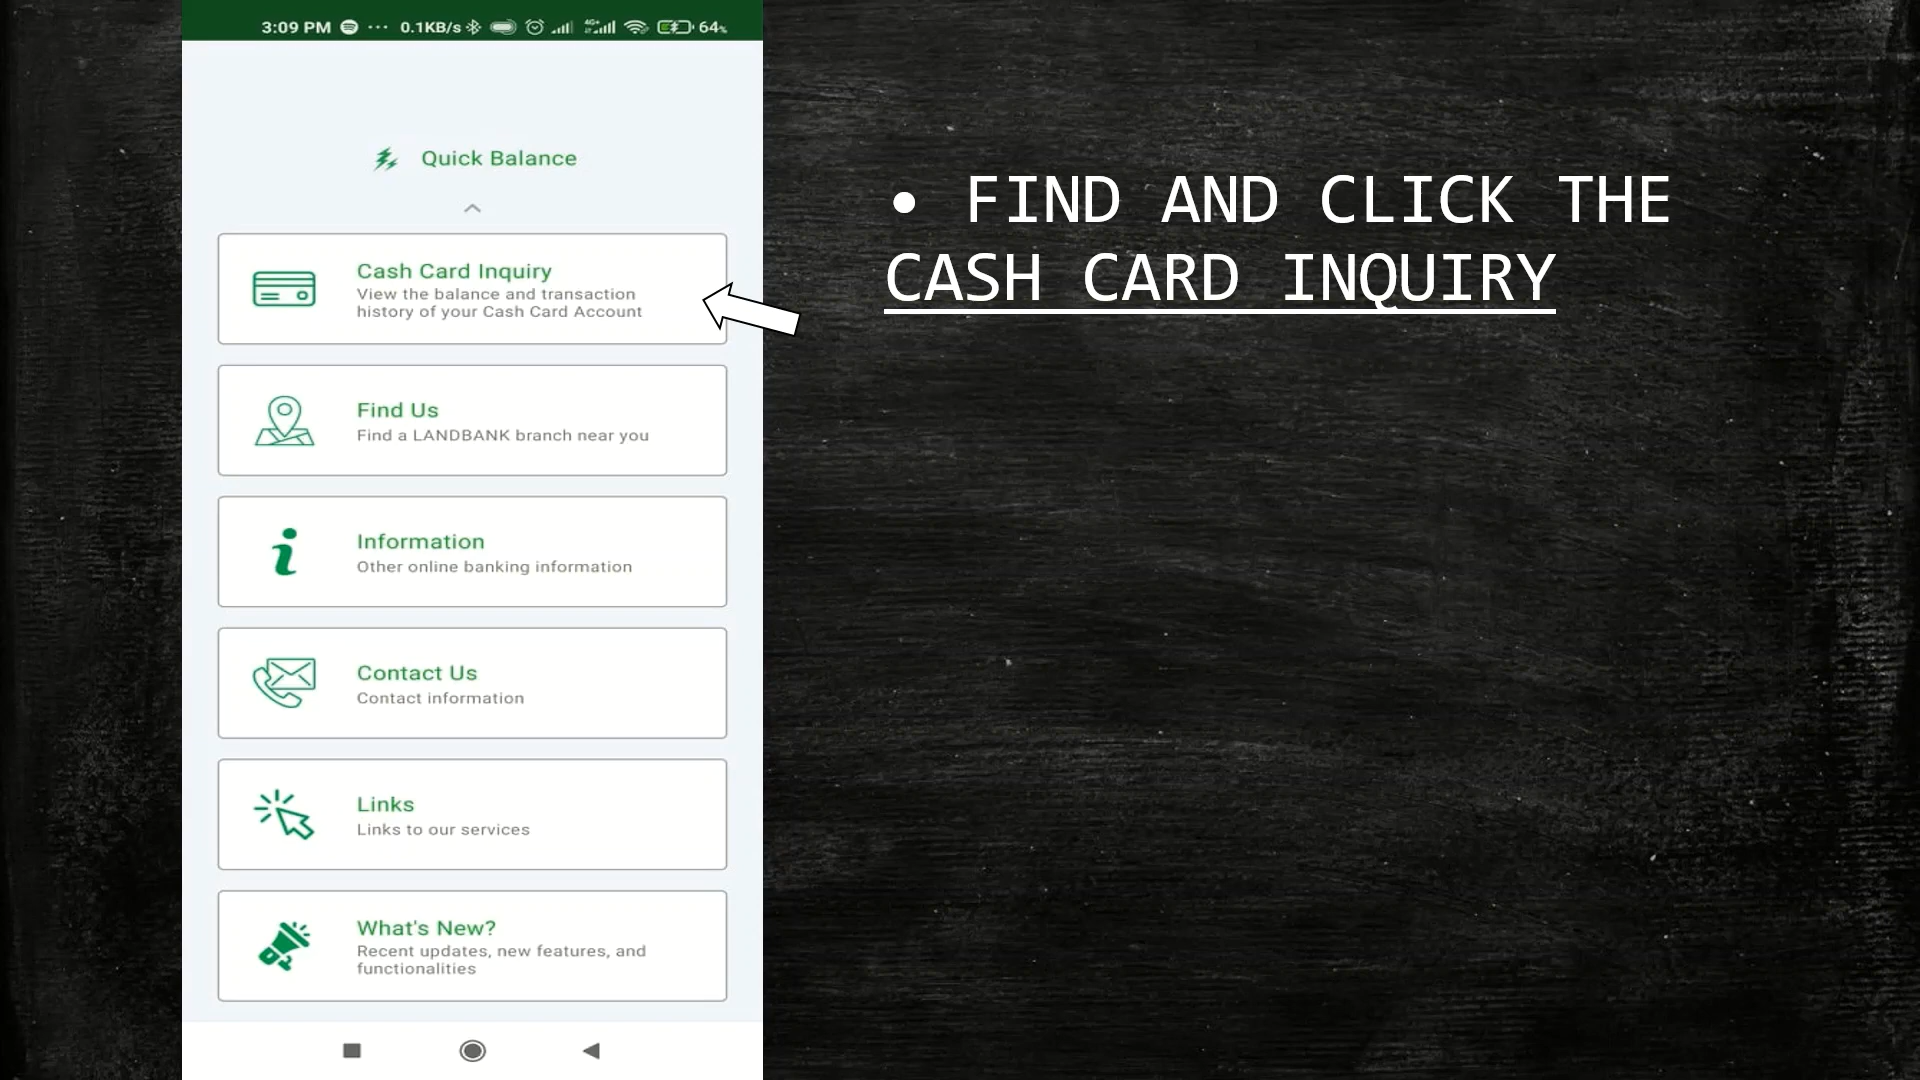 3:09 PM ... 0.1KB/s 4G+ 64%
Quick Balance
Cash Card Inquiry
View the balance and transaction
history of your Cash Card Account
Find Us
Find a LANDBANK branch near you
Information
Other online banking information
Contact Us
Contact information
Links
Links to our services
What's New?
Recent updates, new features, and
functionalities
• FIND AND CLICK THE
CASH CARD INQUIRY